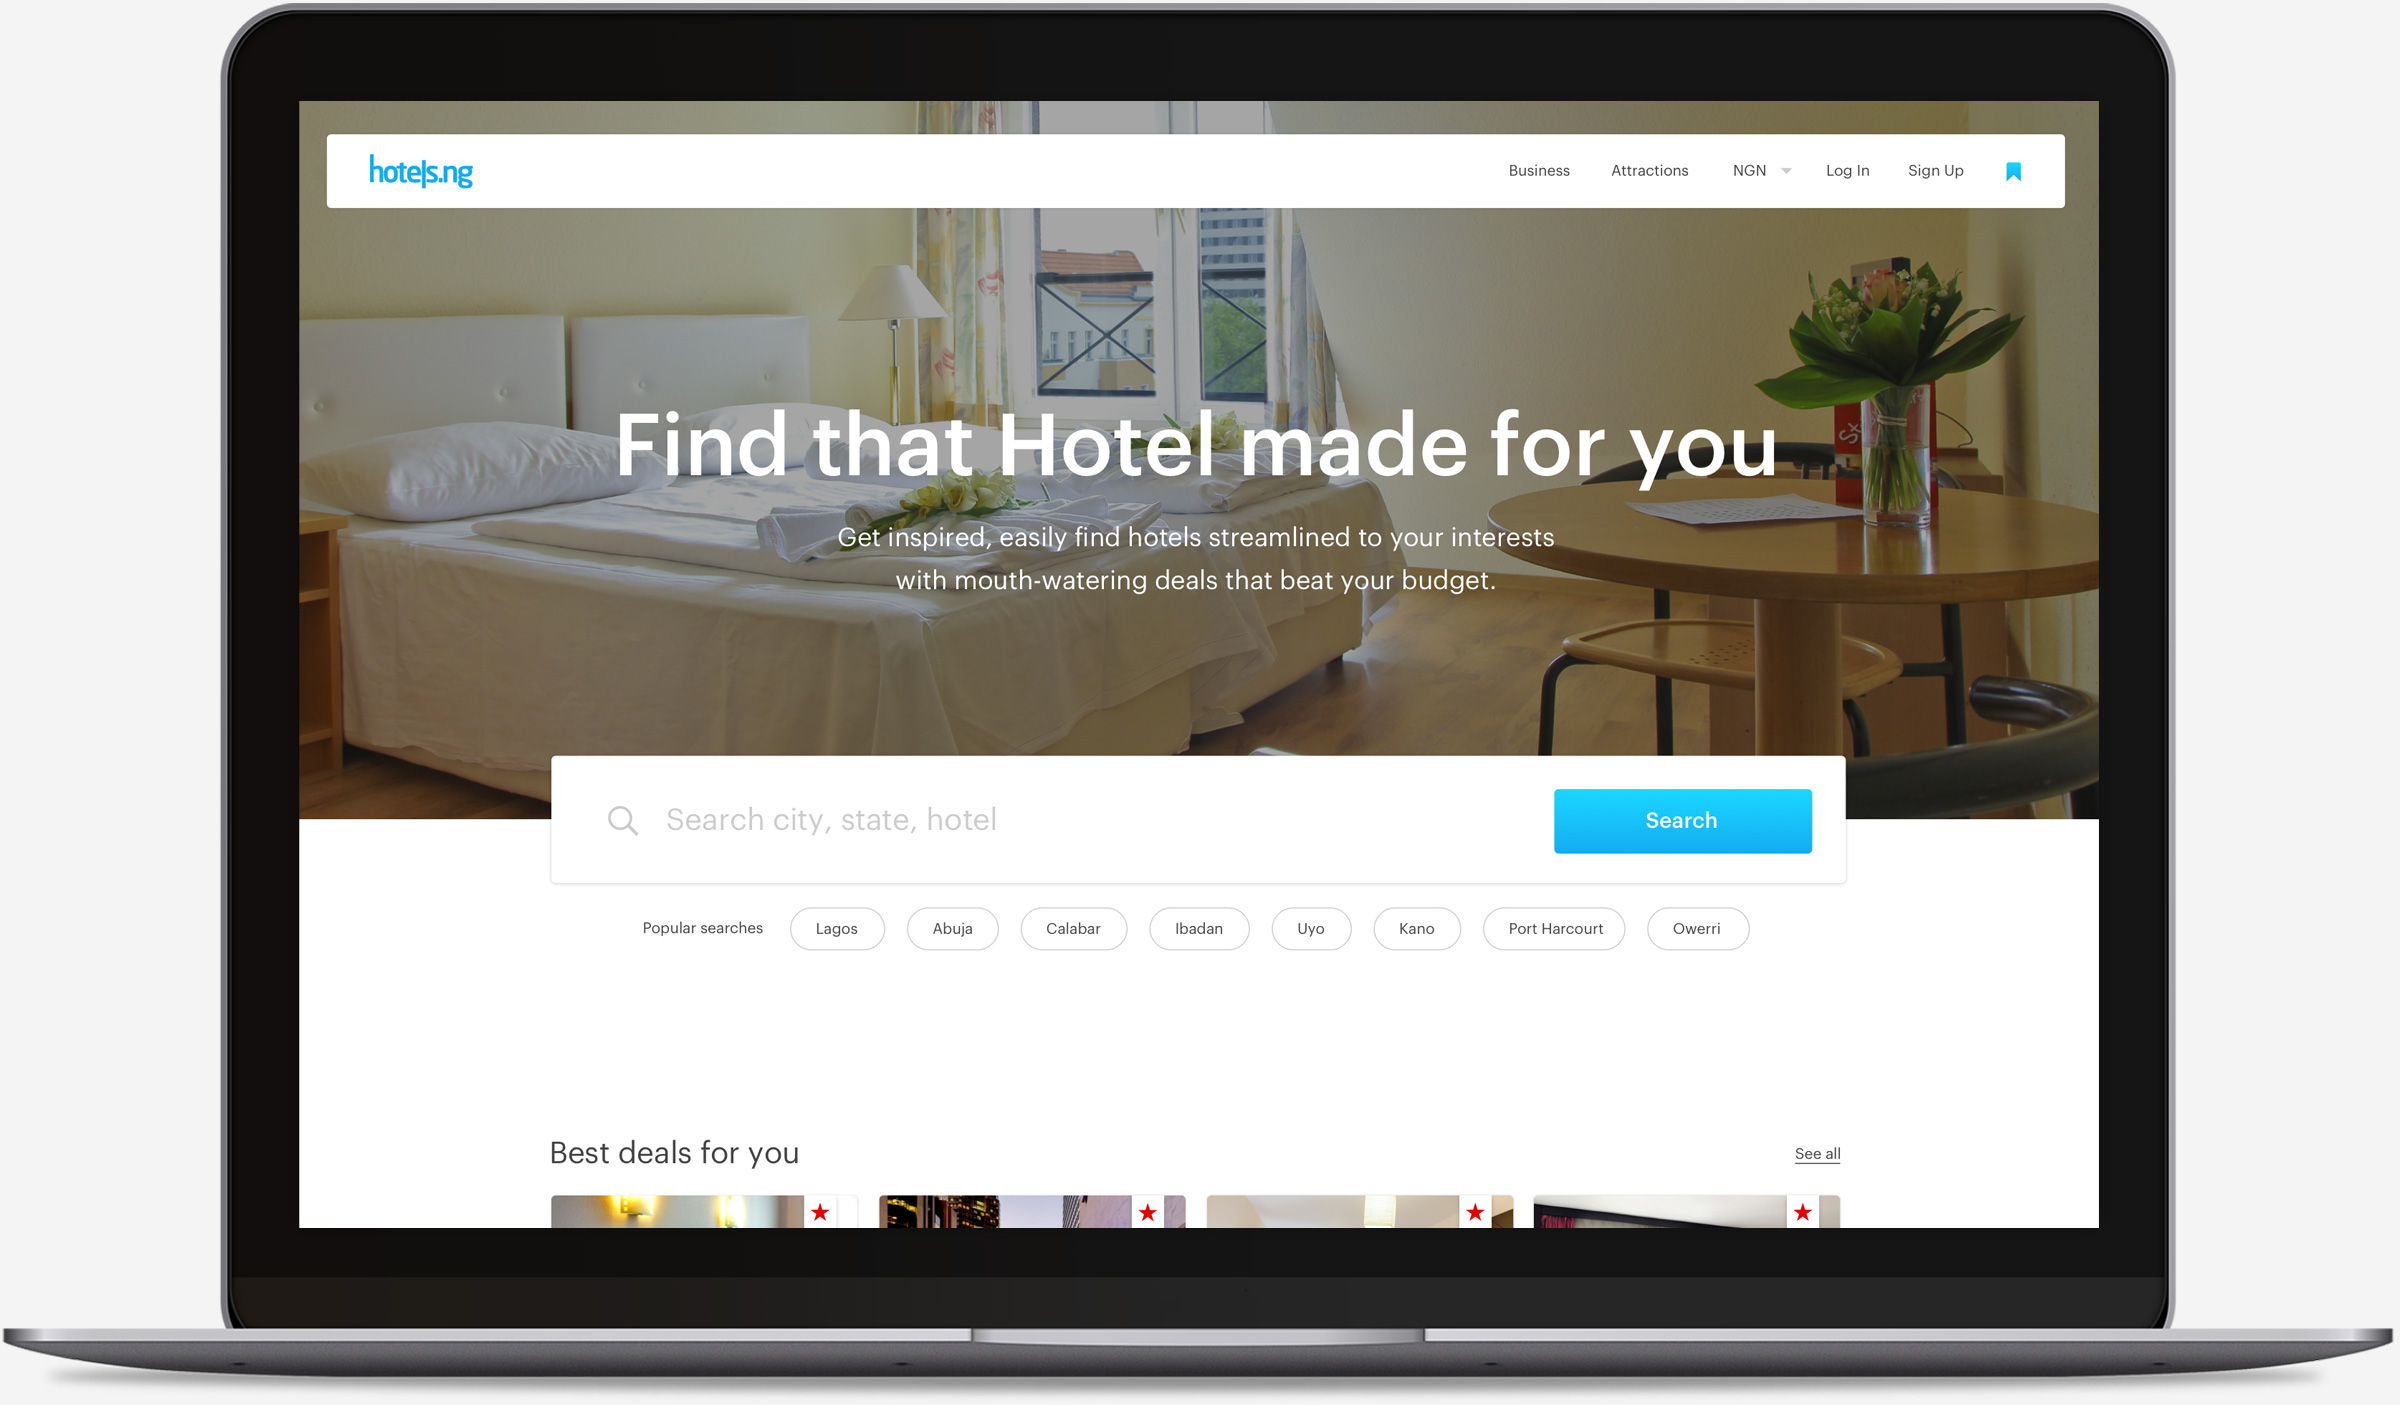 hotels.ng
Business Attractions NGN Log In Sign Up
Find that Hotel made for you
Get inspired, easily find hotels streamlined to your interests
with mouth-watering deals that beat your budget.
Search city, state, hotel
Search
Popular searches Lagos Abuja Calabar Ibadan Uyo Kano Port Harcourt Owerri
Best deals for you
See all